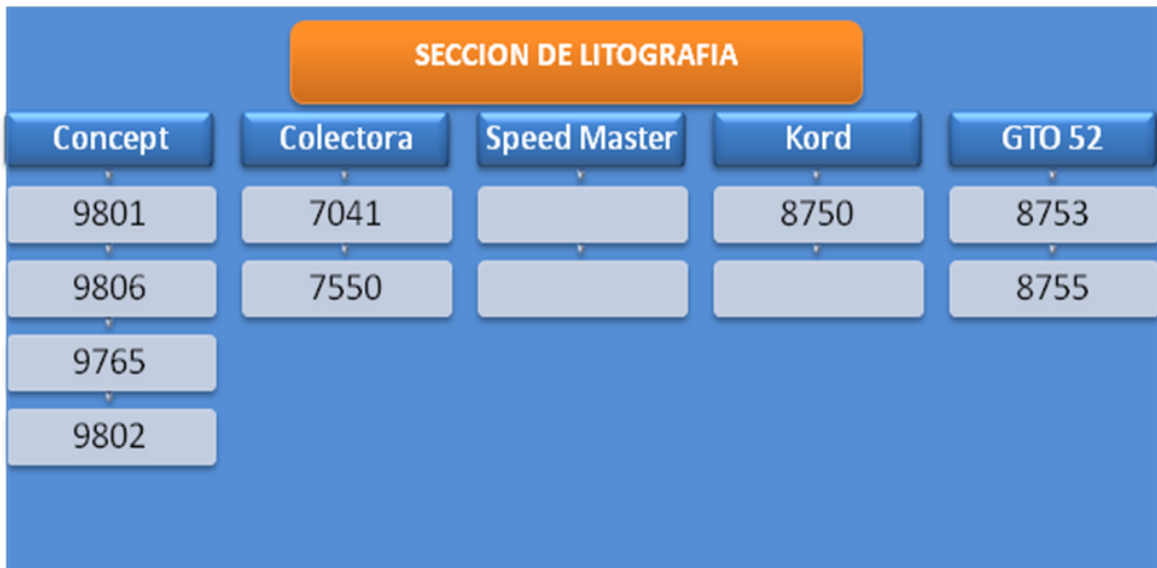 SECCION DE LITOGRAFIA
Concept
Colectora
Speed Master
Kord
GTO 52
9801
7041
8750
8753
9806
7550
8755
9765
9802